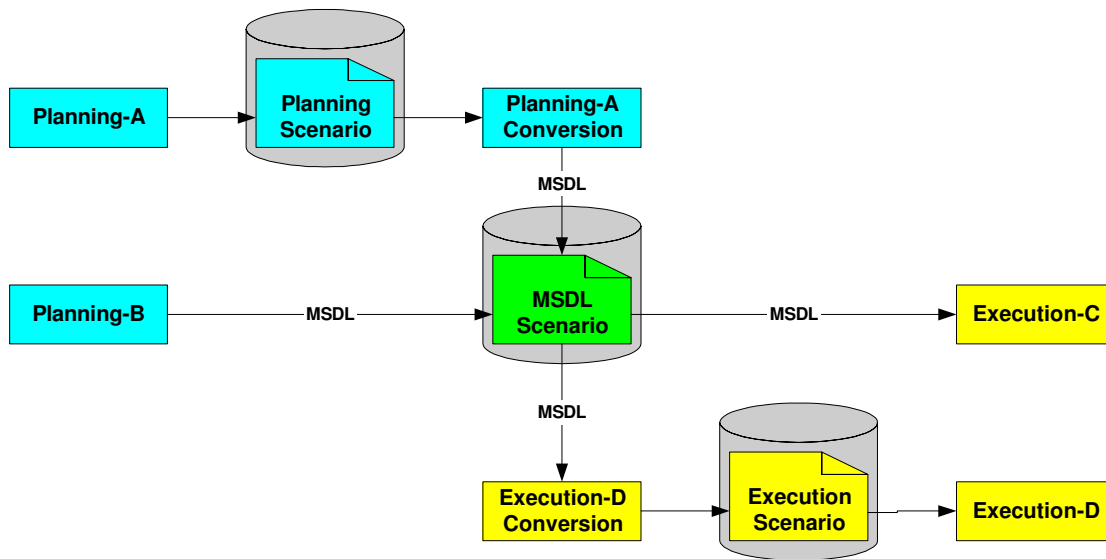 Planning-A
Planning
Scenario
Planning-A
Conversion
MSDL
Planning-B
MSDL
MSDL
Scenario
MSDL
Execution-C
MSDL
Execution-D
Conversion
Execution
Scenario
Execution-D